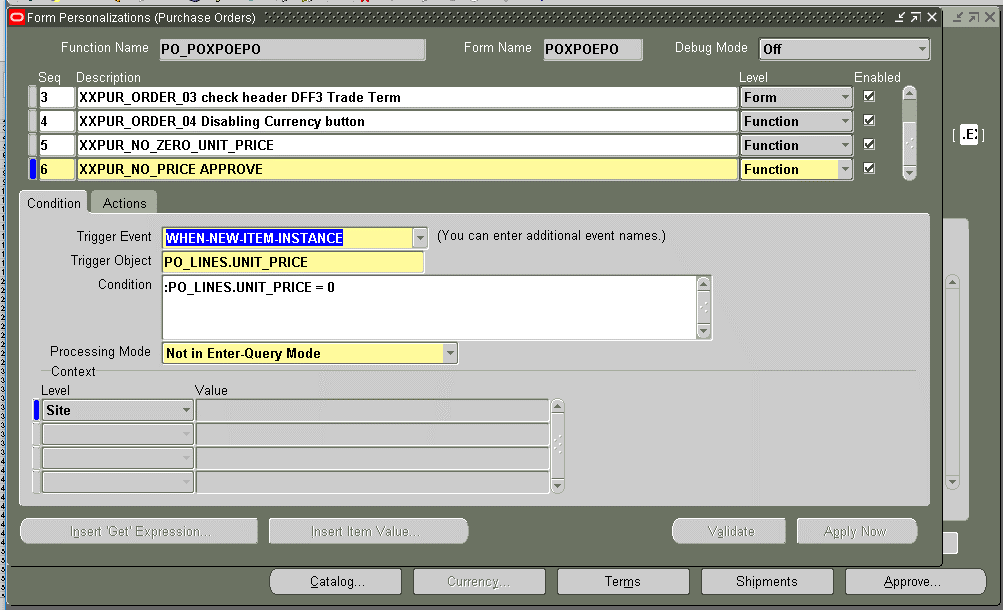 Form Personalizations (Purchase Orders)
Function Name PO_POXPOEPO Form Name POXPOEPO Debug Mode Off
Seq Description Level Enabled
3 XXPUR_ORDER_03 check header DFF3 Trade Term Form
4 XXPUR_ORDER_04 Disabling Currency button Function
5 XXPUR_NO_ZERO_UNIT_PRICE Function
6 XXPUR_NO_PRICE APPROVE Function
Condition Actions
Trigger Event WHEN-NEW-ITEM-INSTANCE (You can enter additional event names.)
Trigger Object PO_LINES.UNIT_PRICE
Condition :PO_LINES.UNIT_PRICE = 0
Processing Mode Not in Enter-Query Mode
Context
Level Value
Site
Insert 'Get' Expression... Insert Item Value... Validate Apply Now
Catalog... Currency... Terms Shipments Approve...